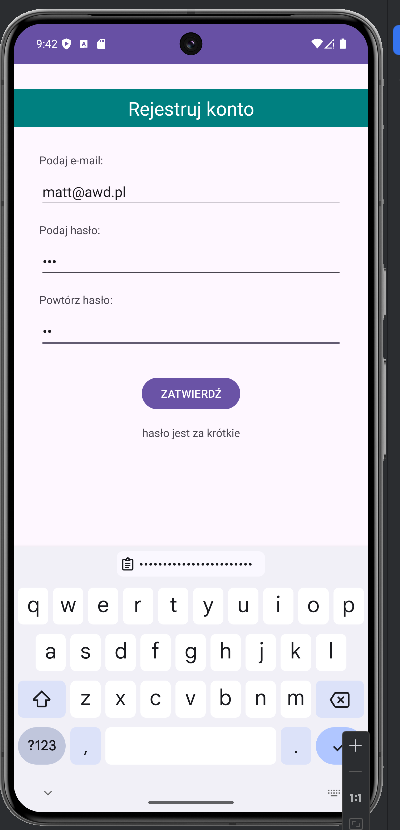 9:42
Rejestruj konto
Podaj e-mail:
matt@awd.pl
Podaj hasło:
•••
Powtórz hasło:
••
ZATWIERDŹ
hasło jest za krótkie
••••••••••••••••••••••••
q w e r t y u i o p
a s d f g h j k l
z x c v b n m
?123 , .
1:1